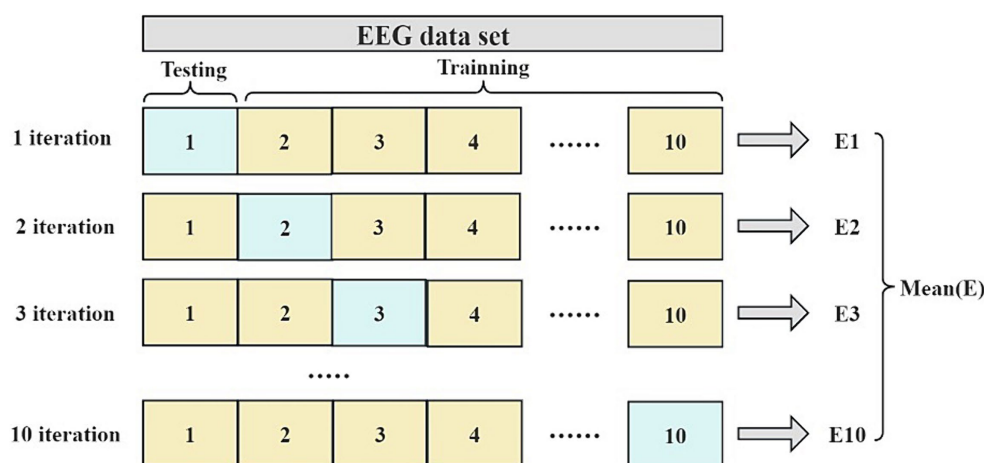 EEG data set
Testing Trainning
1 iteration 1 2 3 4 ...... 10 E1
2 iteration 1 2 3 4 ...... 10 E2
Mean(E)
3 iteration 1 2 3 4 ...... 10 E3
.....
10 iteration 1 2 3 4 ...... 10 E10